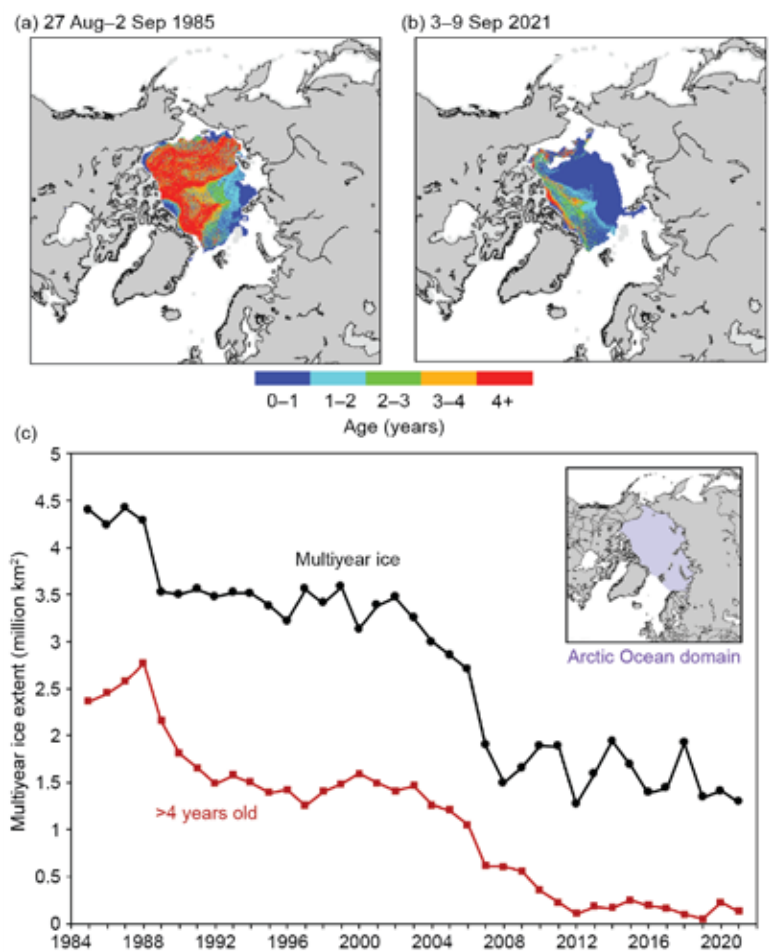 (a) 27 Aug–2 Sep 1985
(b) 3–9 Sep 2021
0–1 1–2 2–3 3–4 4+
Age (years)
(c)
5
4.5
4
3.5
3
2.5
2
1.5
1
0.5
0
Multiyear ice extent (million km²)
Multiyear ice
Arctic Ocean domain
>4 years old
1984 1988 1992 1996 2000 2004 2008 2012 2016 2020